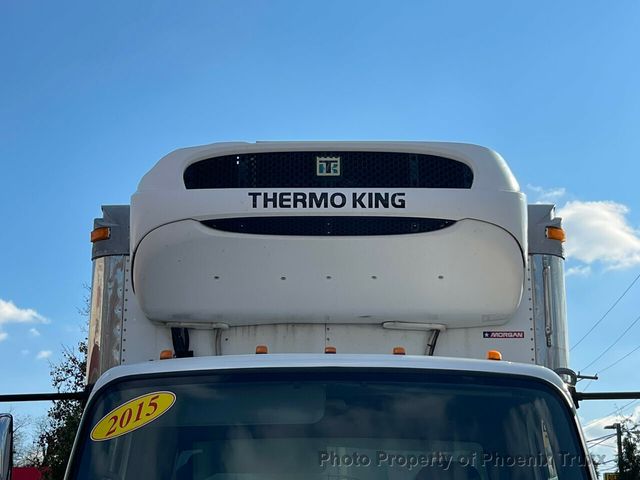 TK
THERMO KING
MORGAN
2015
Photo Property of Phoenix Truxx